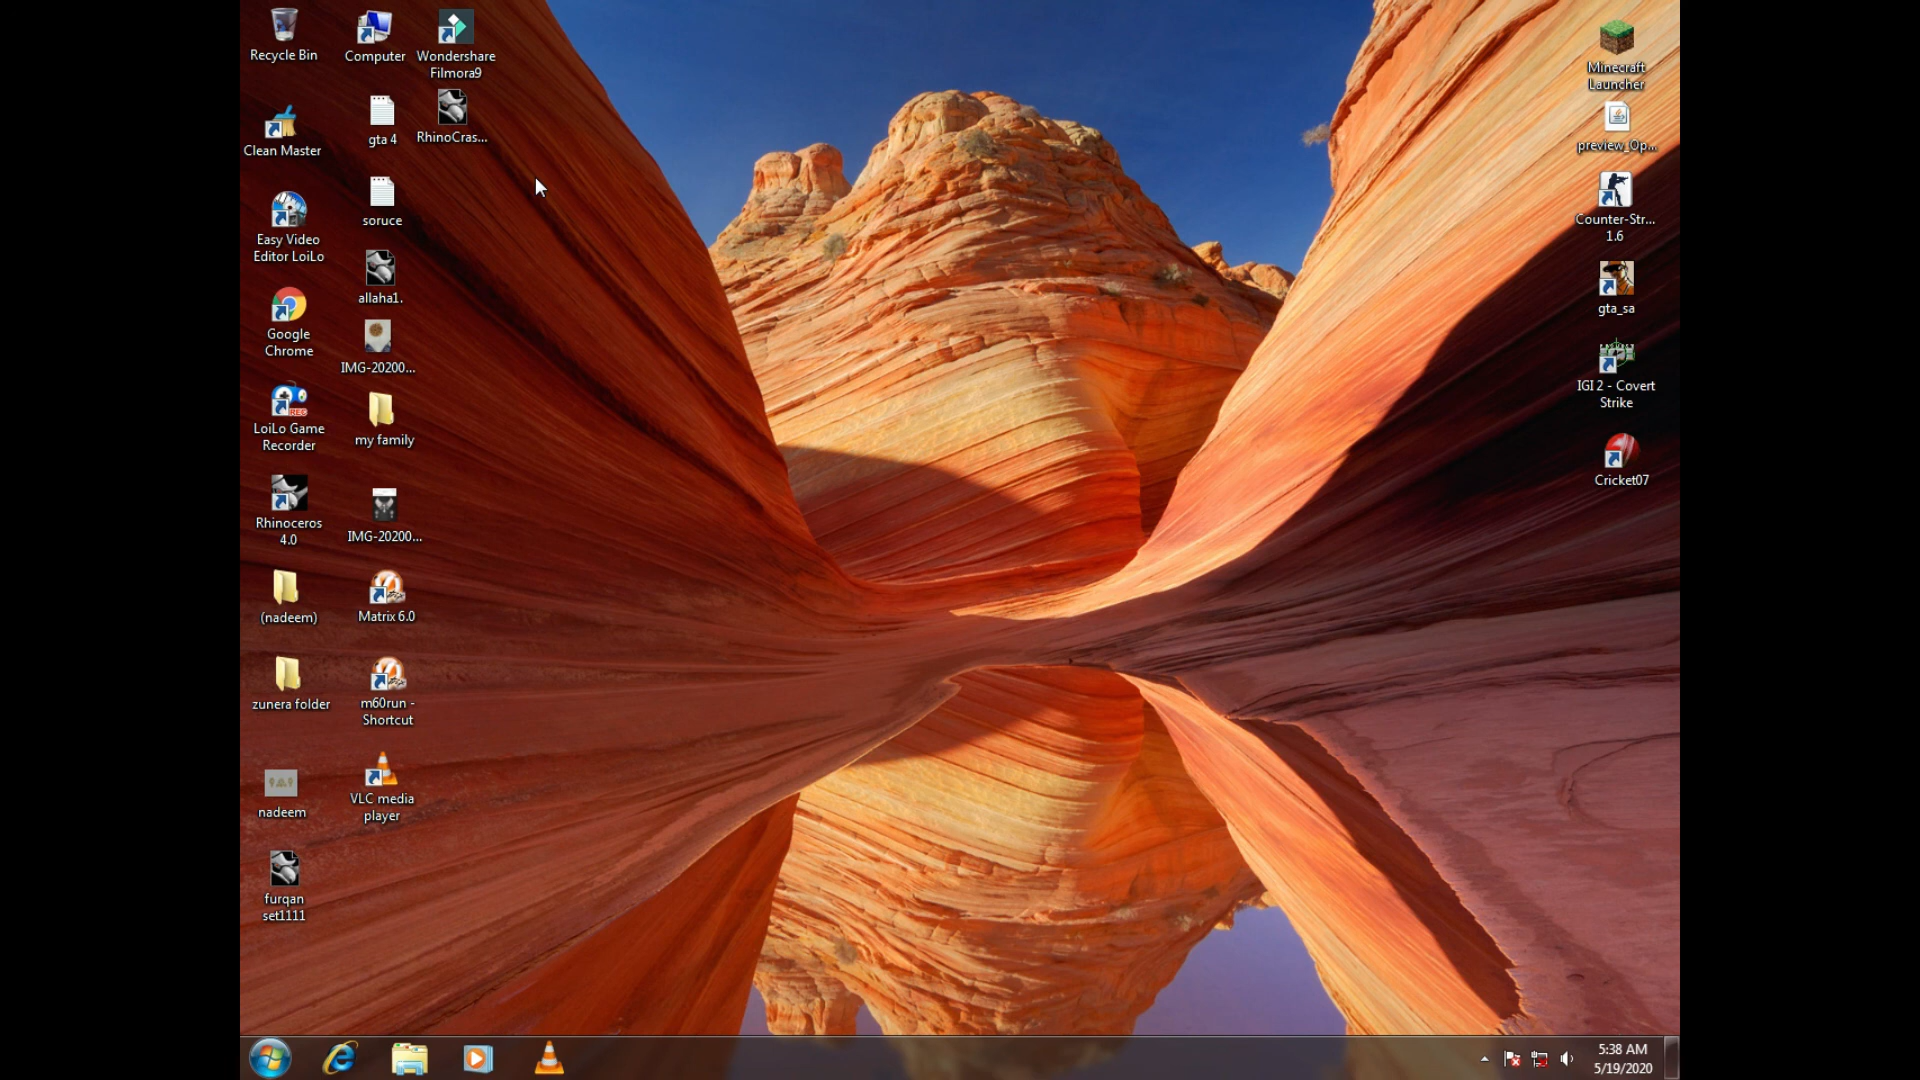 Recycle Bin
Computer
Wondershare
Filmora9
Clean Master
gta 4
RhinoCras...
Easy Video
Editor LoiLo
soruce
Google
Chrome
allaha1.
IMG-20200...
LoiLo Game
Recorder
REC
my family
Rhinoceros
4.0
IMG-20200...
(nadeem)
Matrix 6.0
zunera folder
m60run -
Shortcut
nadeem
VLC media
player
furqan
set1111
Minecraft
Launcher
preview_Op...
Counter-Str...
1.6
gta_sa
IGI 2 - Covert
Strike
Cricket07
5:38 AM
5/19/2020